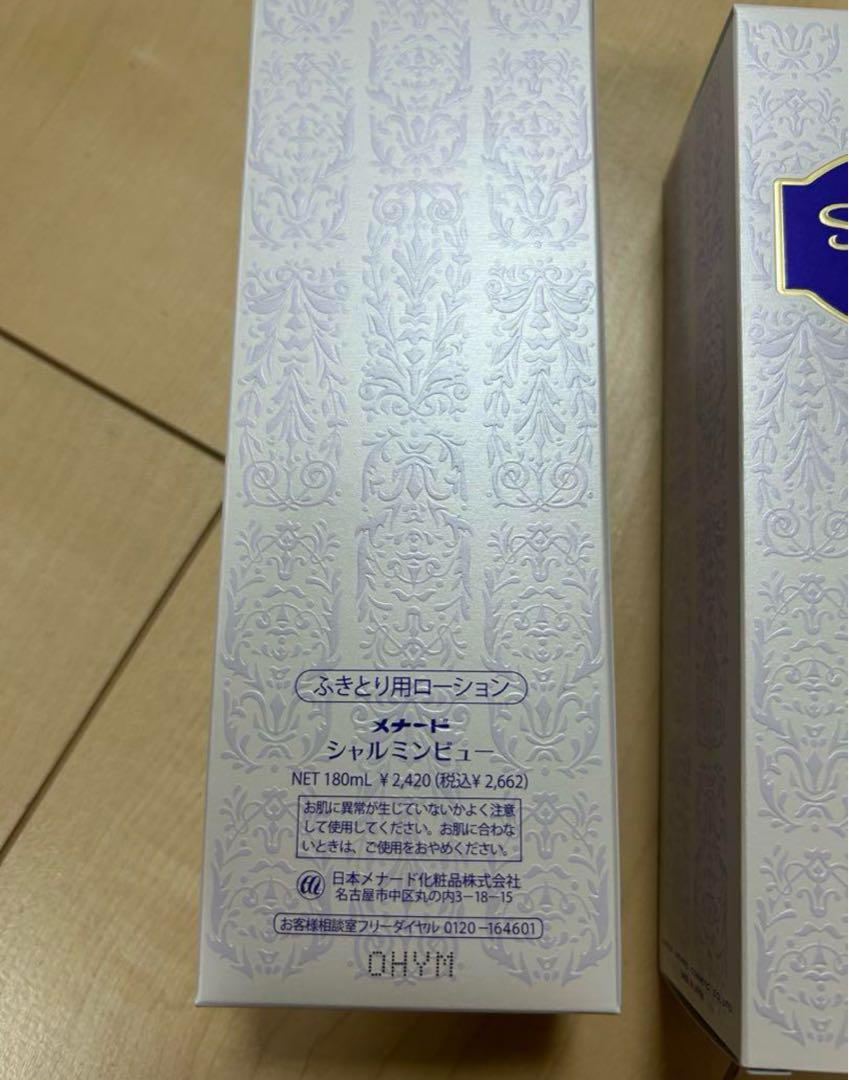 ふきとり用ローション
メナード
シャルミンビュー
NET 180mL ¥2,420(税込¥2,662)
お肌に異常が生じていないかよく注意
して使用してください。お肌に合わな
いときは、ご使用をおやめください。
日本メナード化粧品株式会社
名古屋市中区丸の内3-18-15
お客様相談室フリーダイヤル 0120-164601
OHYM